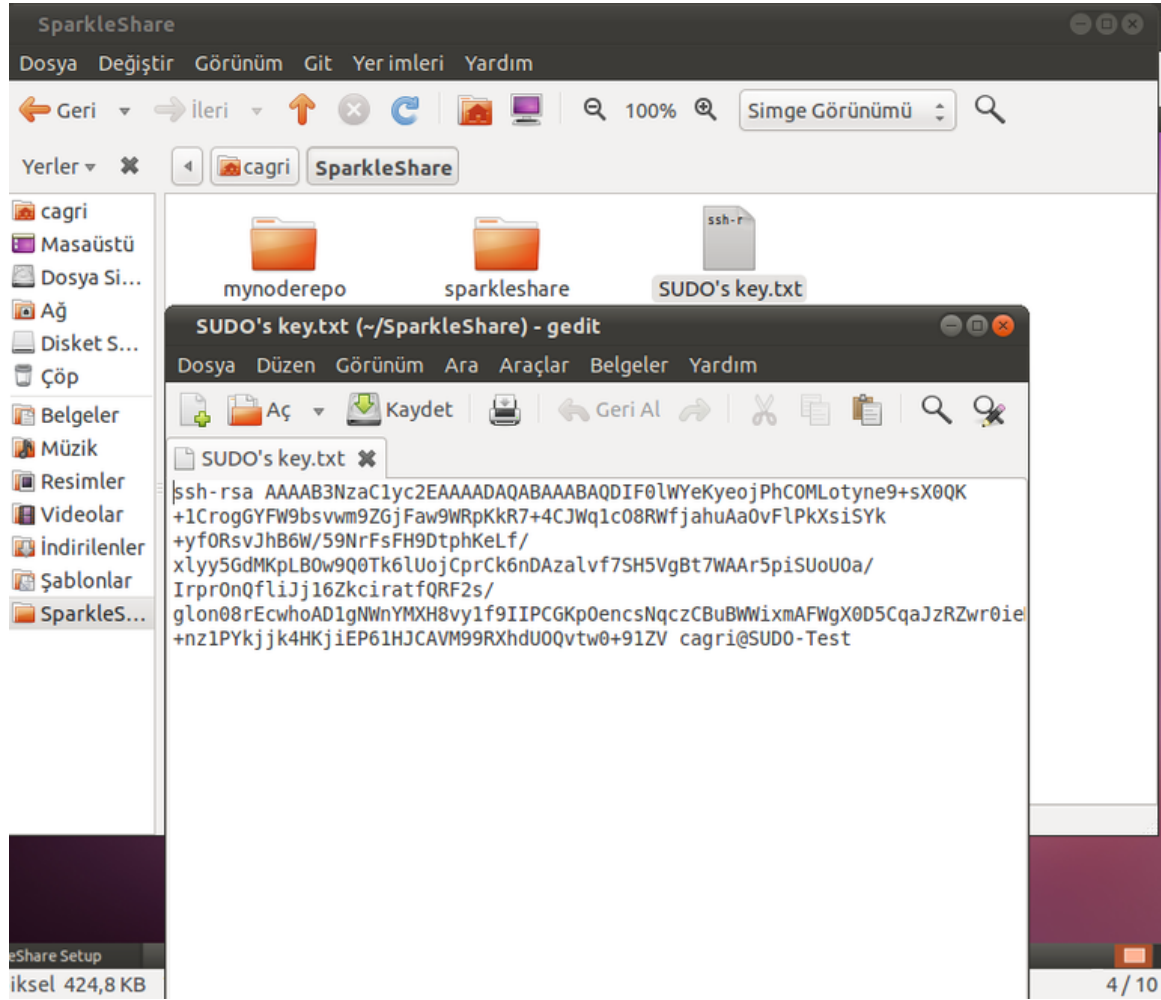 SparkleShare
Dosya Değiştir Görünüm Git Yer imleri Yardım
Geri İleri 100% Simge Görünümü
Yerler cagri SparkleShare
cagri
Masaüstü
Dosya Si...
Ağ
Disket S...
Çöp
Belgeler
Müzik
Resimler
Videolar
İndirilenler
Şablonlar
SparkleS...
ssh-r
mynoderepo sparkleshare SUDO's key.txt
SUDO's key.txt (~/SparkleShare) - gedit
Dosya Düzen Görünüm Ara Araçlar Belgeler Yardım
Aç Kaydet Geri Al
SUDO's key.txt
ssh-rsa AAAAB3NzaC1yc2EAAAADAQABAAABAQDIF0lWYeKyeojPhCOMLotyne9+sX0QK
+1CrogGYFW9bsvwm9ZGjFaw9WRpKkR7+4CJWq1cO8RWfjahuAaOvFlPkXsiSYk
+yfORsvJhB6W/59NrFsFH9DtphKeLf/
xlyy5GdMKpLBOw9Q0Tk6lUojCprCk6nDAzalvf7SH5VgBt7WAAr5piSUoUOa/
IrprOnQfliJj16ZkciratfQRF2s/
glon08rEcwhoAD1gNWnYMXH8vy1f9IIPCGKpOencsNqczCBuBWWixmAFWgX0D5CqaJzRZwr0ie
+nz1PYkjjk4HKjiEP61HJCAVM99RXhdUOQvtw0+91ZV cagri@SUDO-Test
eShare Setup
iksel 424,8 KB 4 / 10